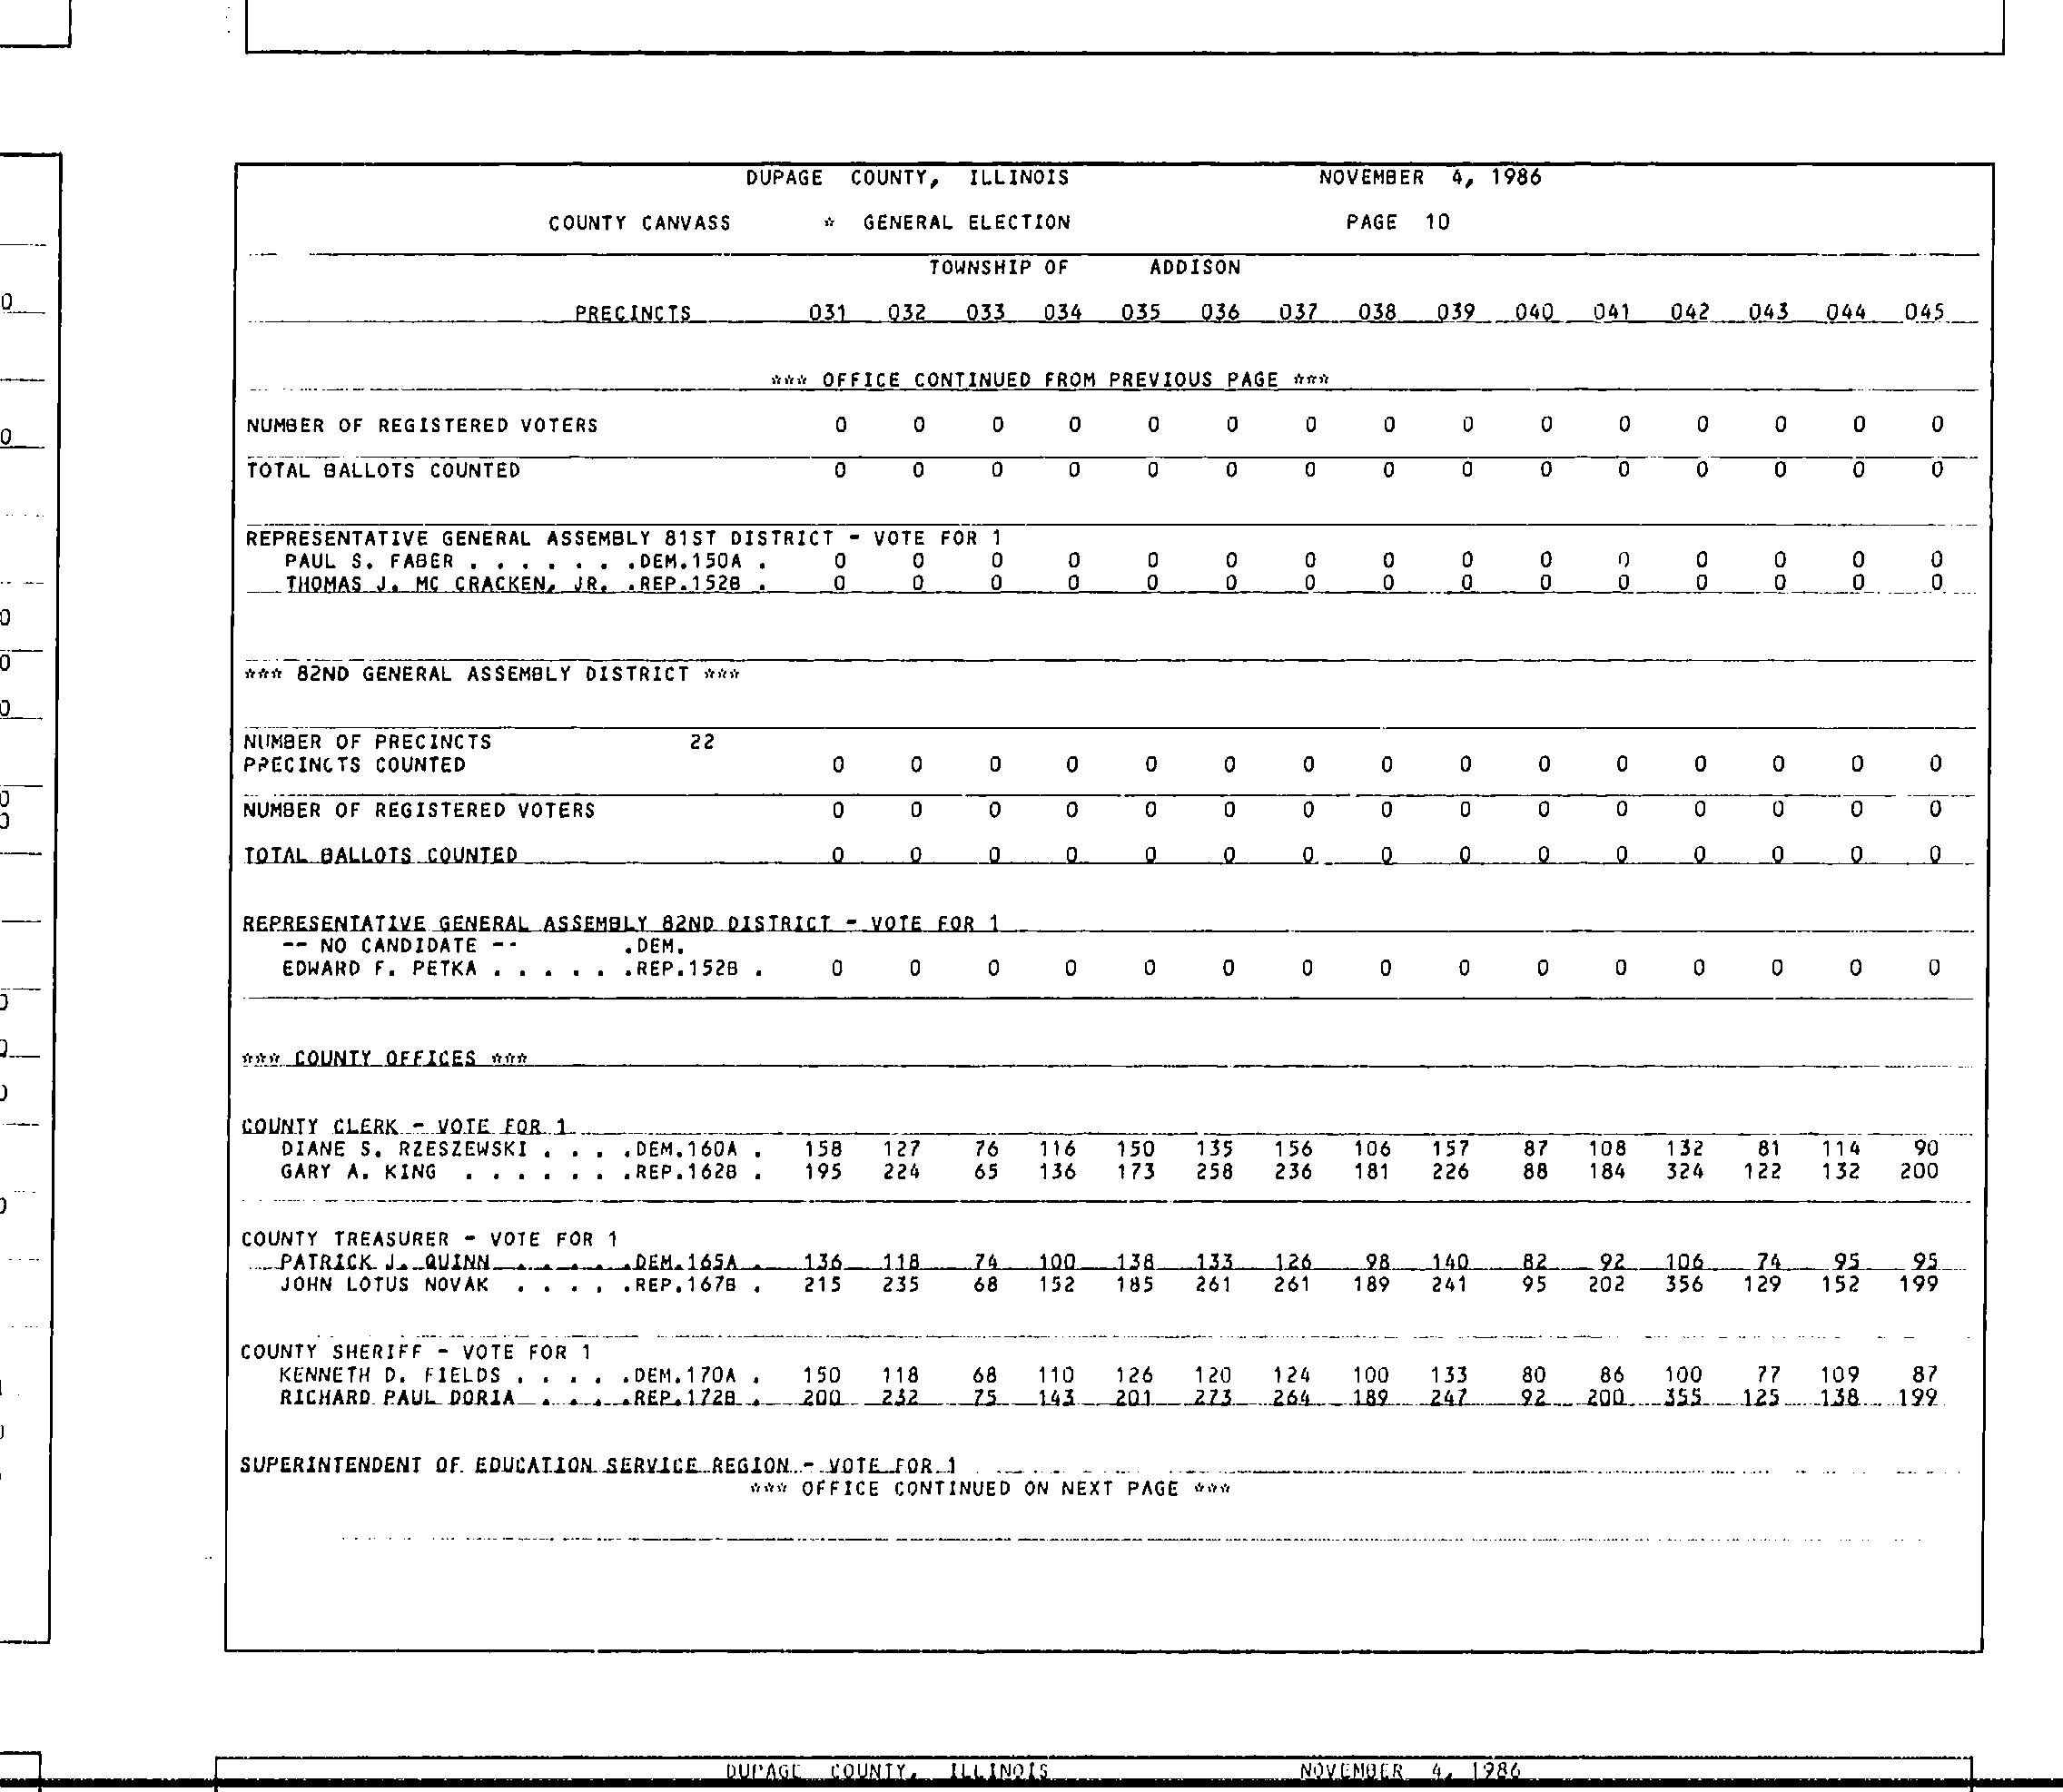 DUPAGE COUNTY, ILLINOIS NOVEMBER 4, 1986
COUNTY CANVASS * GENERAL ELECTION PAGE 10
TOWNSHIP OF ADDISON
PRECINCTS 031 032 033 034 035 036 037 038 039 040 041 042 043 044 045
*** OFFICE CONTINUED FROM PREVIOUS PAGE ***
NUMBER OF REGISTERED VOTERS 0 0 0 0 0 0 0 0 0 0 0 0 0 0 0
TOTAL BALLOTS COUNTED 0 0 0 0 0 0 0 0 0 0 0 0 0 0 0
REPRESENTATIVE GENERAL ASSEMBLY 81ST DISTRICT - VOTE FOR 1
PAUL S. FABER . . . . . . .DEM.150A . 0 0 0 0 0 0 0 0 0 0 0 0 0 0 0
THOMAS J. MC CRACKEN, JR. .REP.152B . 0 0 0 0 0 0 0 0 0 0 0 0 0 0 0
*** 82ND GENERAL ASSEMBLY DISTRICT ***
NUMBER OF PRECINCTS 22
PRECINCTS COUNTED 0 0 0 0 0 0 0 0 0 0 0 0 0 0 0
NUMBER OF REGISTERED VOTERS 0 0 0 0 0 0 0 0 0 0 0 0 0 0 0
TOTAL BALLOTS COUNTED 0 0 0 0 0 0 0 0 0 0 0 0 0 0 0
REPRESENTATIVE GENERAL ASSEMBLY 82ND DISTRICT - VOTE FOR 1
-- NO CANDIDATE -- .DEM.
EDWARD F. PETKA . . . . . .REP.152B . 0 0 0 0 0 0 0 0 0 0 0 0 0 0 0
*** COUNTY OFFICES ***
COUNTY CLERK - VOTE FOR 1
DIANE S. RZESZEWSKI . . . .DEM.160A . 158 127 76 116 150 135 156 106 157 87 108 132 81 114 90
GARY A. KING . . . . . . .REP.162B . 195 224 65 136 173 258 236 181 226 88 184 324 122 132 200
COUNTY TREASURER - VOTE FOR 1
PATRICK J. QUINN . . . . . .DEM.165A . 136 118 74 100 138 133 126 98 140 82 92 106 74 95 95
JOHN LOTUS NOVAK . . . . .REP.167B . 215 235 68 152 185 261 261 189 241 95 202 356 129 152 199
COUNTY SHERIFF - VOTE FOR 1
KENNETH D. FIELDS . . . . .DEM.170A . 150 118 68 110 126 120 124 100 133 80 86 100 77 109 87
RICHARD PAUL DORIA . . . . .REP.172B . 200 232 75 143 201 273 264 189 247 92 200 355 125 138 199
SUPERINTENDENT OF EDUCATION SERVICE REGION - VOTE FOR 1
*** OFFICE CONTINUED ON NEXT PAGE ***
DUPAGE COUNTY, ILLINOIS NOVEMBER 4, 1986